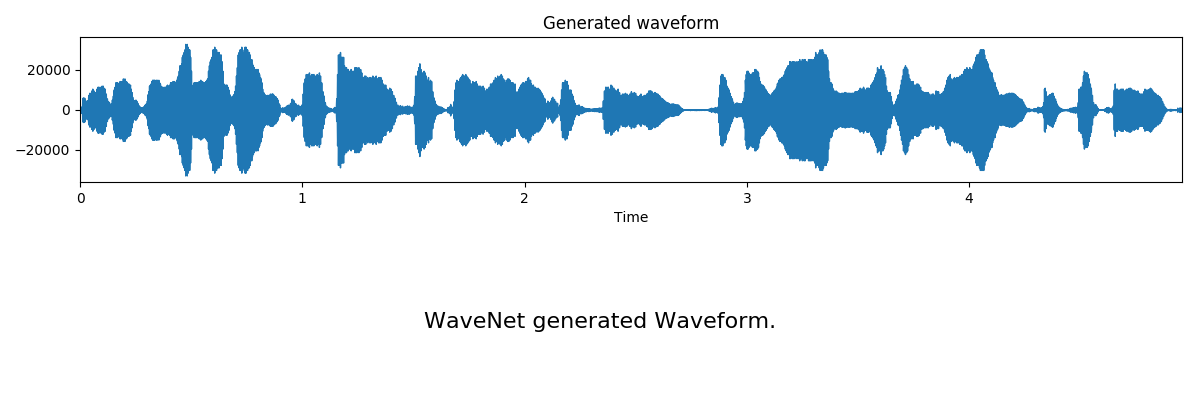 Generated waveform
20000
0
−20000
0 1 2 3 4
Time
WaveNet generated Waveform.